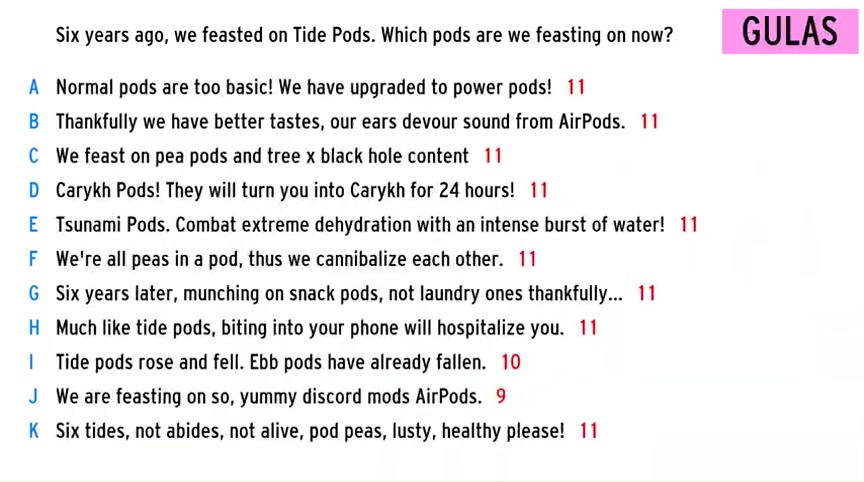 Six years ago, we feasted on Tide Pods. Which pods are we feasting on now?
GULAS
A Normal pods are too basic! We have upgraded to power pods! 11
B Thankfully we have better tastes, our ears devour sound from AirPods. 11
C We feast on pea pods and tree x black hole content 11
D Carykh Pods! They will turn you into Carykh for 24 hours! 11
E Tsunami Pods. Combat extreme dehydration with an intense burst of water! 11
F We're all peas in a pod, thus we cannibalize each other. 11
G Six years later, munching on snack pods, not laundry ones thankfully... 11
H Much like tide pods, biting into your phone will hospitalize you. 11
I Tide pods rose and fell. Ebb pods have already fallen. 10
J We are feasting on so, yummy discord mods AirPods. 9
K Six tides, not abides, not alive, pod peas, lusty, healthy please! 11